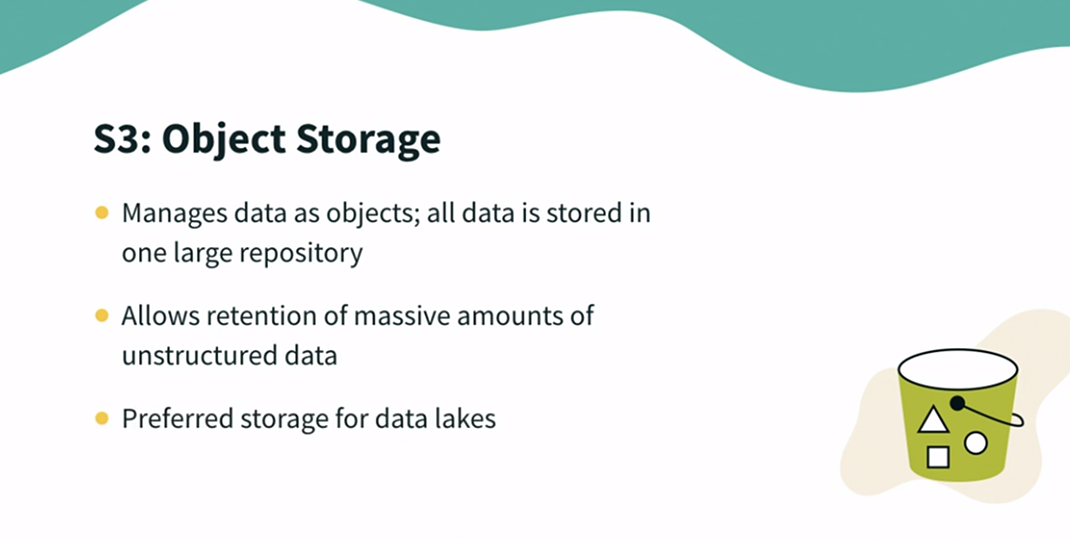 S3: Object Storage
Manages data as objects; all data is stored in
one large repository
Allows retention of massive amounts of
unstructured data
Preferred storage for data lakes